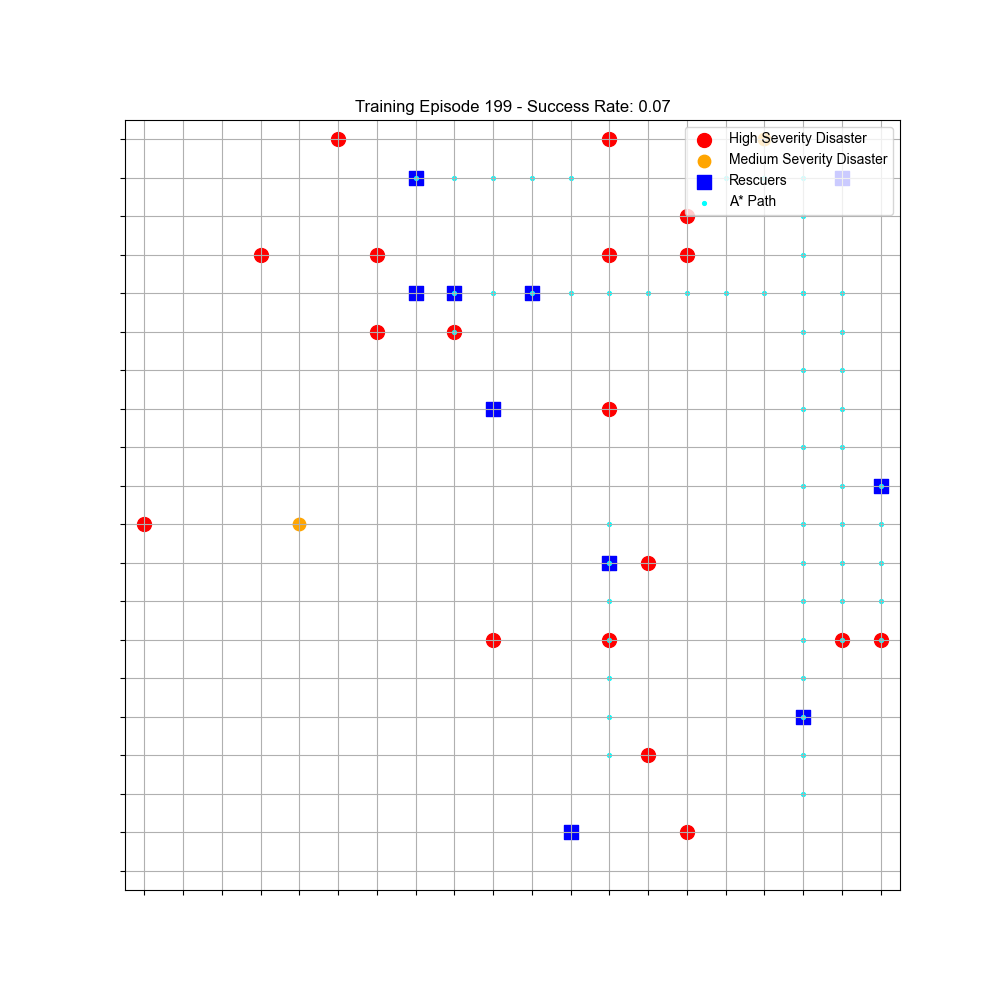 Training Episode 199 - Success Rate: 0.07
High Severity Disaster
Medium Severity Disaster
Rescuers
A* Path